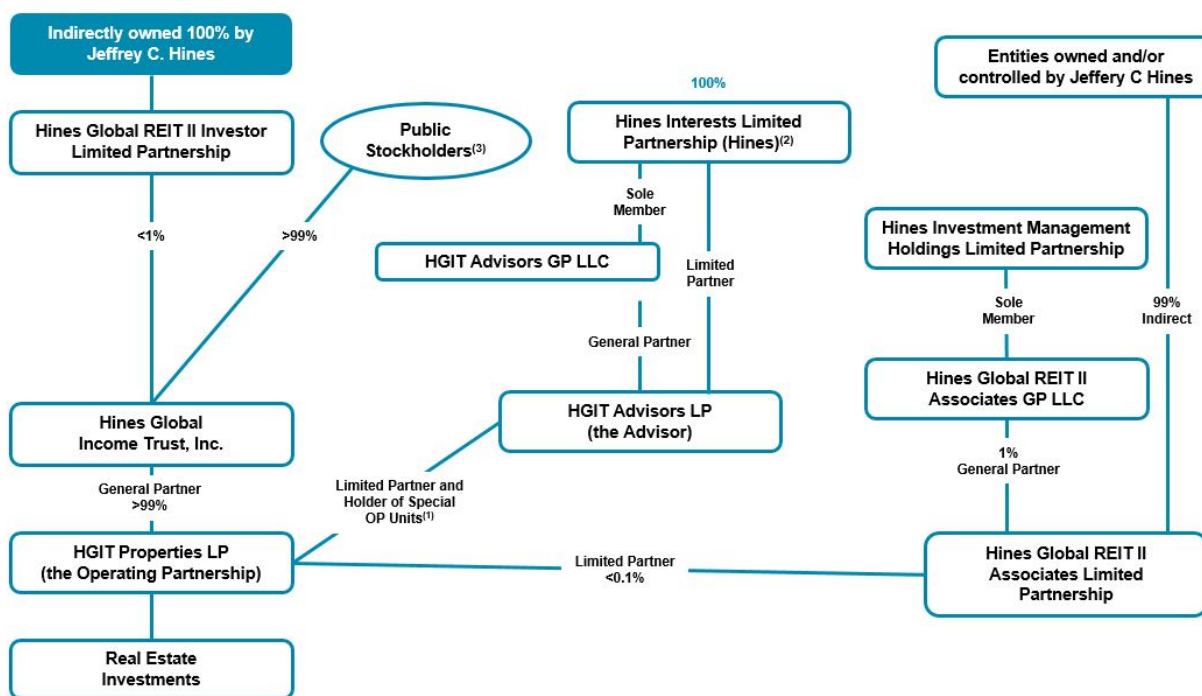 Indirectly owned 100% by
Jeffrey C. Hines
Hines Global REIT II Investor
Limited Partnership
Public
Stockholders(3)
100%
Hines Interests Limited
Partnership (Hines)(2)
Entities owned and/or
controlled by Jeffery C Hines
<1%
>99%
Sole
Member
HGIT Advisors GP LLC
Limited
Partner
General Partner
Hines Investment Management
Holdings Limited Partnership
Sole
Member
99%
Indirect
Hines Global REIT II
Associates GP LLC
Hines Global
Income Trust, Inc.
HGIT Advisors LP
(the Advisor)
General Partner
>99%
Limited Partner and
Holder of Special
OP Units(1)
1%
General Partner
HGIT Properties LP
(the Operating Partnership)
Limited Partner
<0.1%
Hines Global REIT II
Associates Limited
Partnership
Real Estate
Investments